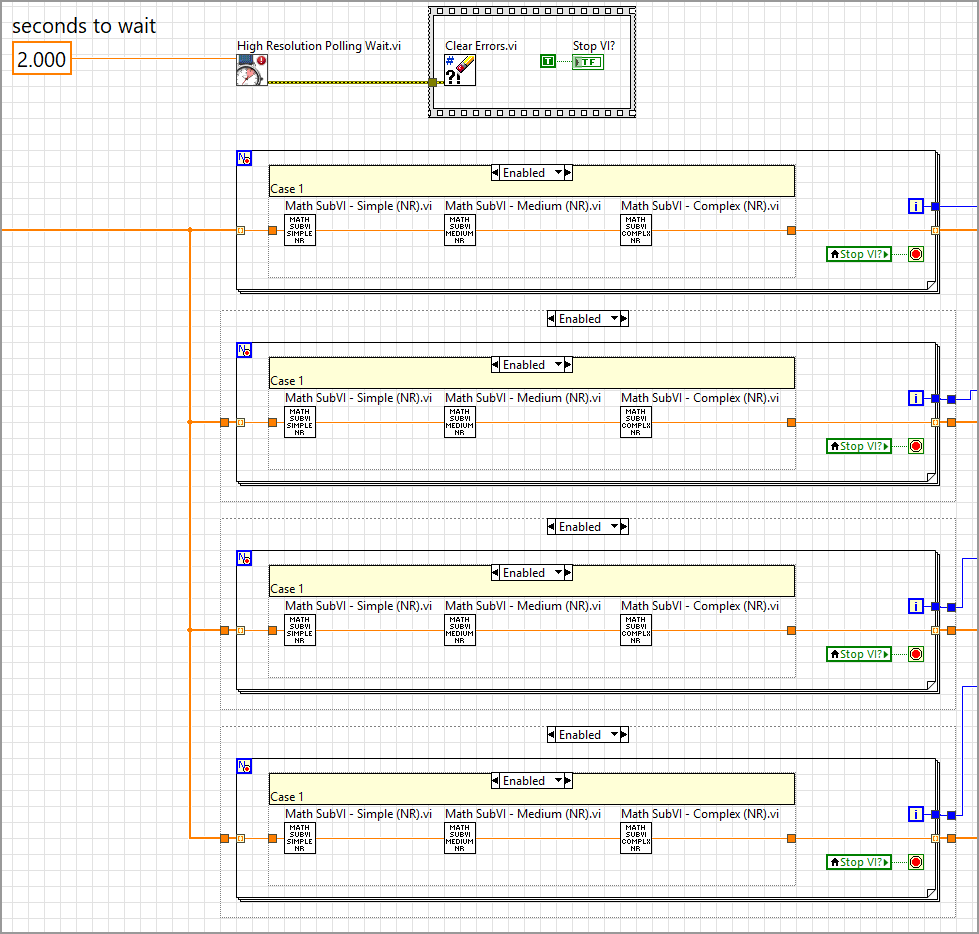 seconds to wait
2.000
High Resolution Polling Wait.vi
Clear Errors.vi
Stop VI?
#
?!
T
TF
N
Enabled
Case 1
Math SubVI - Simple (NR).vi
Math SubVI - Medium (NR).vi
Math SubVI - Complex (NR).vi
MATH SUBVI SIMPLE NR
MATH SUBVI MEDIUM NR
MATH SUBVI COMPLX NR
i
Stop VI?
Enabled
N
Enabled
Case 1
Math SubVI - Simple (NR).vi
Math SubVI - Medium (NR).vi
Math SubVI - Complex (NR).vi
MATH SUBVI SIMPLE NR
MATH SUBVI MEDIUM NR
MATH SUBVI COMPLX NR
i
Stop VI?
Enabled
N
Enabled
Case 1
Math SubVI - Simple (NR).vi
Math SubVI - Medium (NR).vi
Math SubVI - Complex (NR).vi
MATH SUBVI SIMPLE NR
MATH SUBVI MEDIUM NR
MATH SUBVI COMPLX NR
i
Stop VI?
Enabled
N
Enabled
Case 1
Math SubVI - Simple (NR).vi
Math SubVI - Medium (NR).vi
Math SubVI - Complex (NR).vi
MATH SUBVI SIMPLE NR
MATH SUBVI MEDIUM NR
MATH SUBVI COMPLX NR
i
Stop VI?